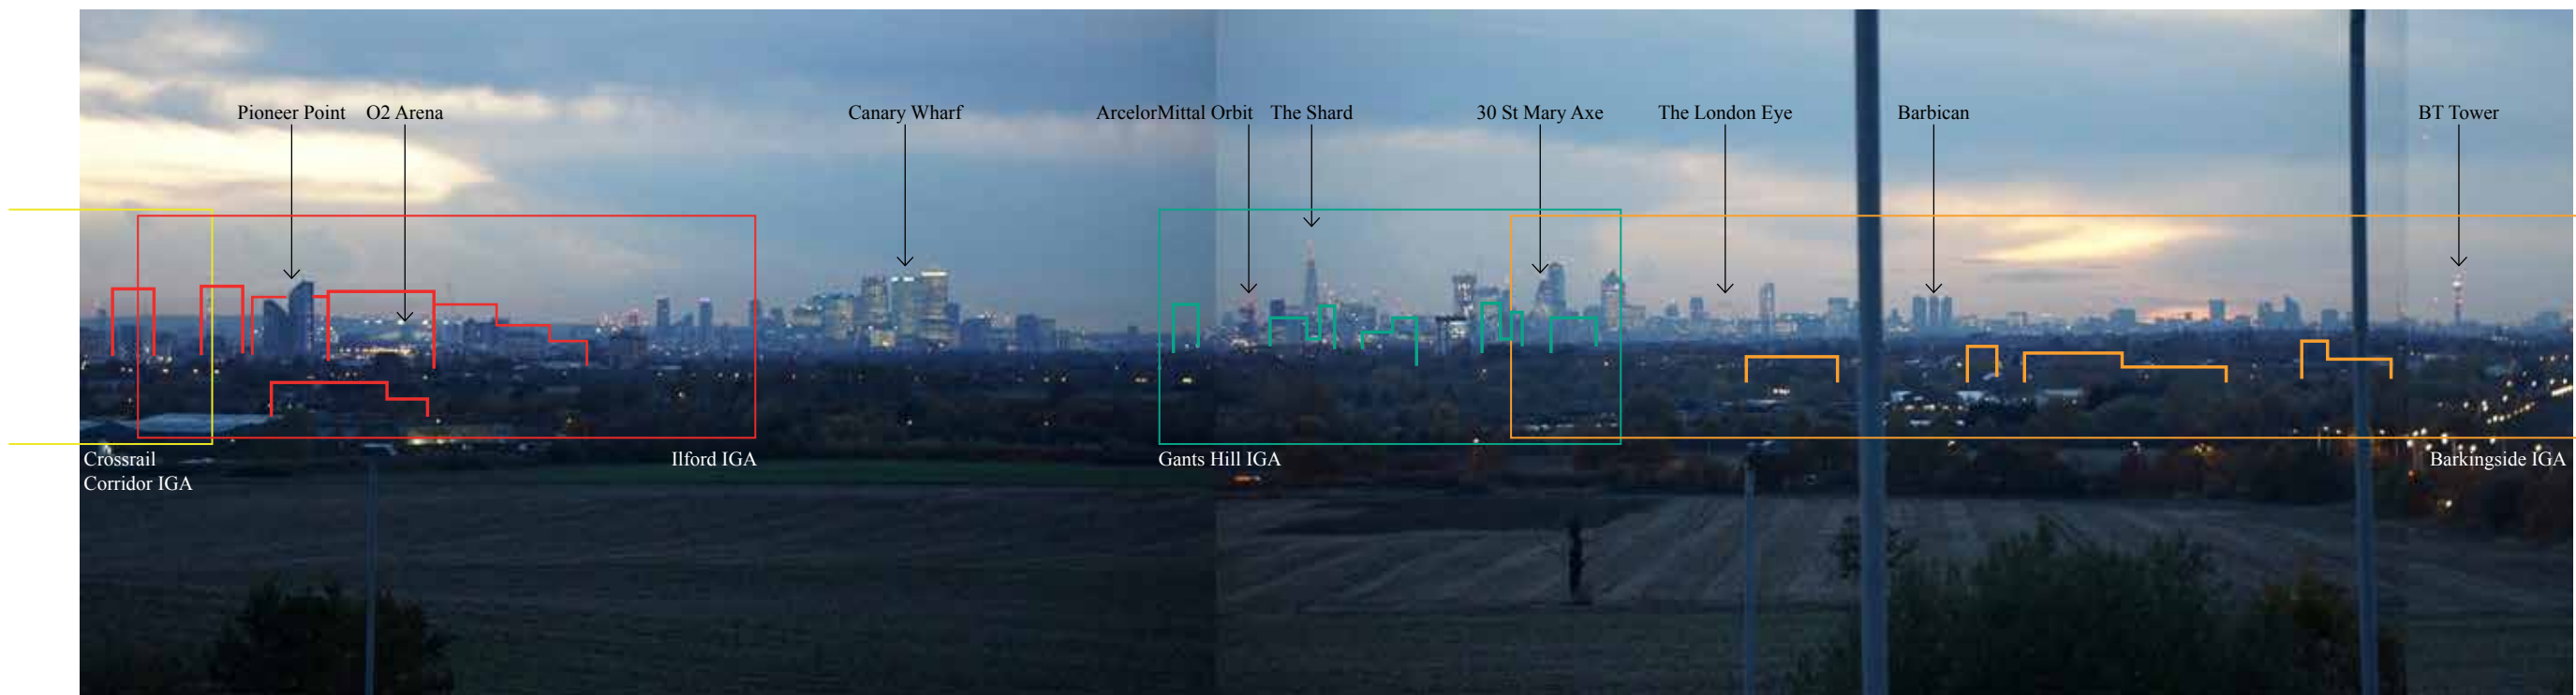 Pioneer Point
O2 Arena
Canary Wharf
ArcelorMittal Orbit
The Shard
30 St Mary Axe
The London Eye
Barbican
BT Tower
Crossrail
Corridor IGA
Ilford IGA
Gants Hill IGA
Barkingside IGA